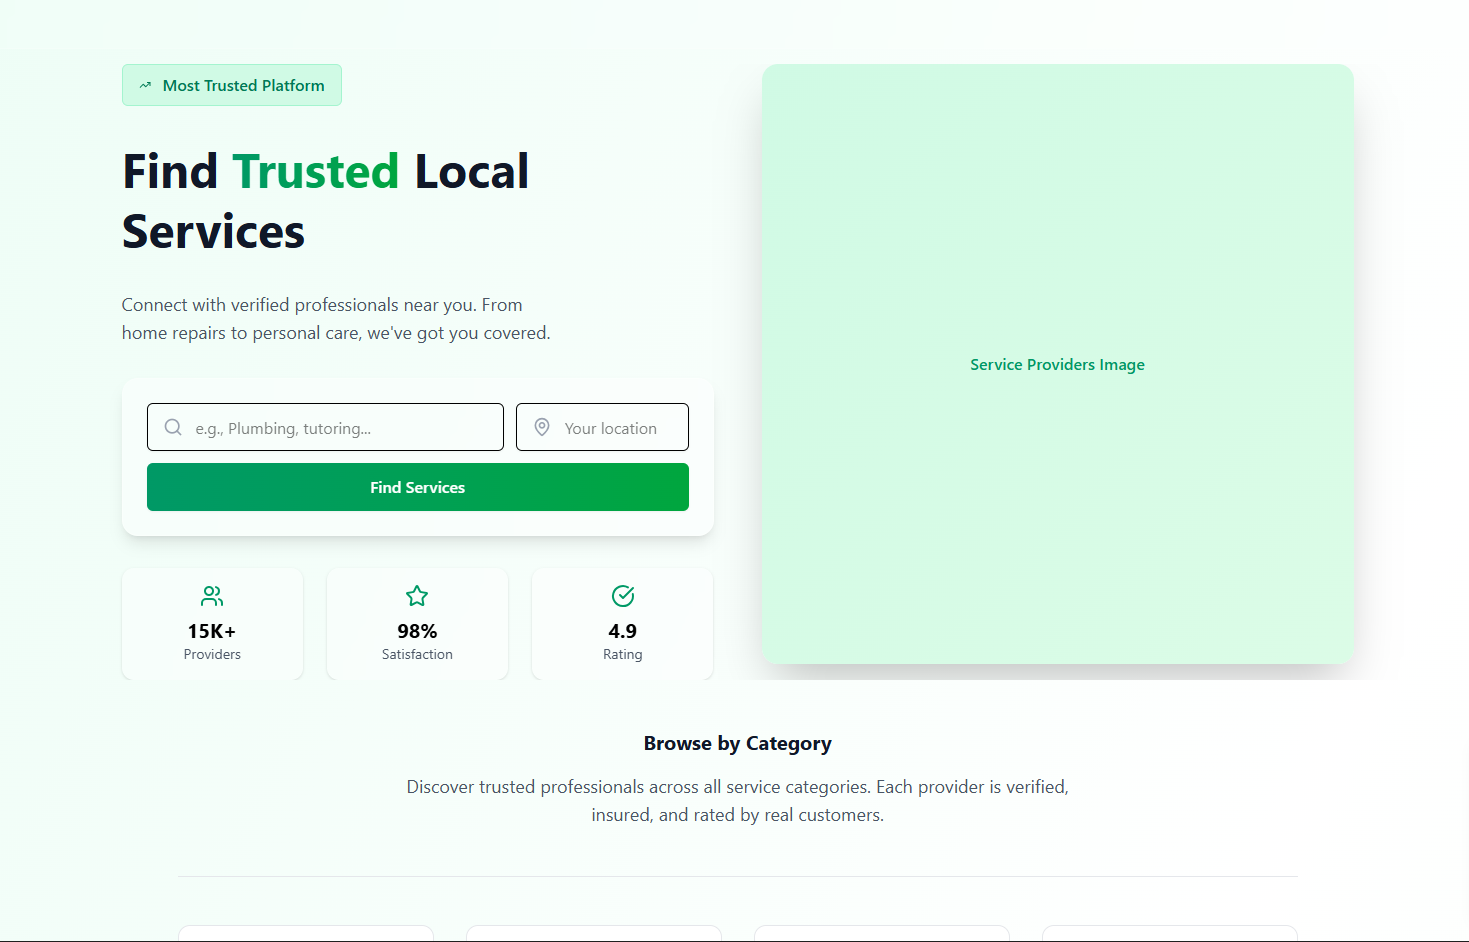 Most Trusted Platform
Find Trusted Local
Services
Connect with verified professionals near you. From
home repairs to personal care, we've got you covered.
e.g., Plumbing, tutoring...
Your location
Find Services
15K+
Providers
98%
Satisfaction
4.9
Rating
Service Providers Image
Browse by Category
Discover trusted professionals across all service categories. Each provider is verified,
insured, and rated by real customers.